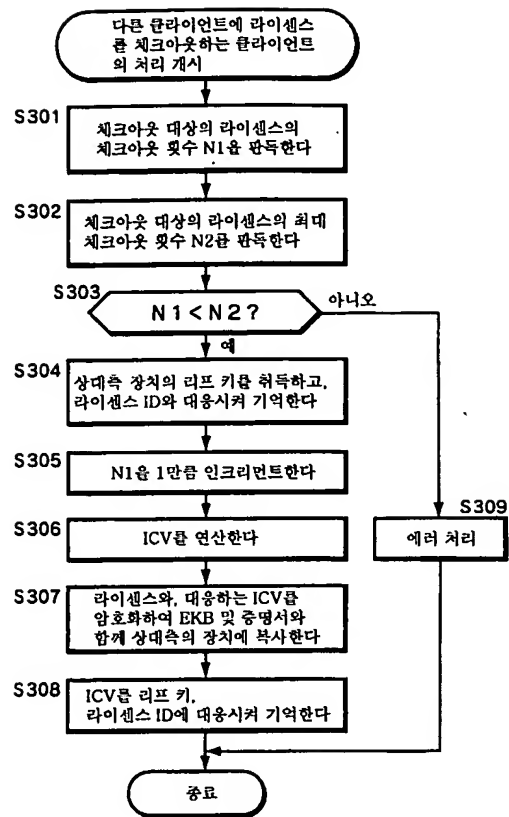 다른 클라이언트에 라이센스
를 체크아웃하는 클라이언트
의 처리 개시
S301
체크아웃 대상의 라이센스의
체크아웃 횟수 N1을 판독한다
S302
체크아웃 대상의 라이센스의 최대
체크아웃 횟수 N2를 판독한다
S303
N1<N2?
아니오
예
S304
상대측 장치의 리프 키를 취득하고,
라이센스 ID와 대응시켜 기억한다
S305
N1을 1만큼 인크리먼트한다
S306
ICV를 연산한다
S309
에러 처리
S307
라이센스와, 대응하는 ICV를
암호화하여 EKB 및 증명서와
함께 상대측의 장치에 복사한다
S308
ICV를 리프 키,
라이센스 ID에 대응시켜 기억한다
종료